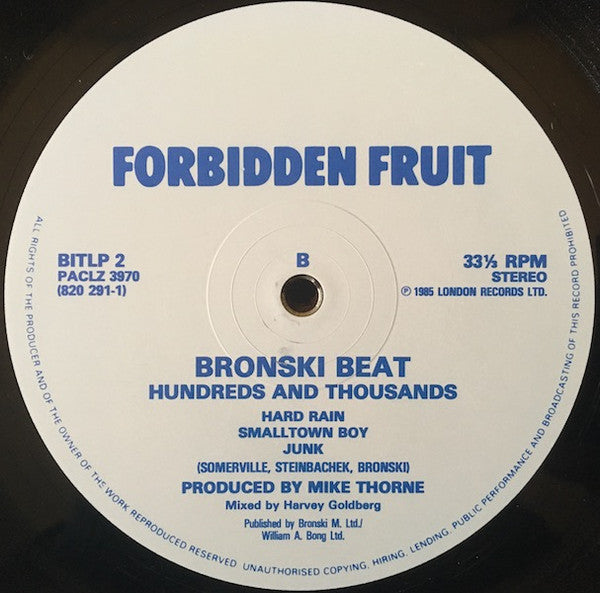 FORBIDDEN FRUIT
BITLP 2
PACLZ 3970
(820 291-1)
B
33⅓ RPM
STEREO
℗ 1985 LONDON RECORDS LTD.
BRONSKI BEAT
HUNDREDS AND THOUSANDS
HARD RAIN
SMALLTOWN BOY
JUNK
(SOMERVILLE, STEINBACHEK, BRONSKI)
PRODUCED BY MIKE THORNE
Mixed by Harvey Goldberg
Published by Bronski M. Ltd./
William A. Bong Ltd.
ALL RIGHTS OF THE PRODUCER AND OF THE OWNER OF THE WORK REPRODUCED RESERVED UNAUTHORISED COPYING, HIRING, LENDING, PUBLIC PERFORMANCE AND BROADCASTING OF THIS RECORD PROHIBITED